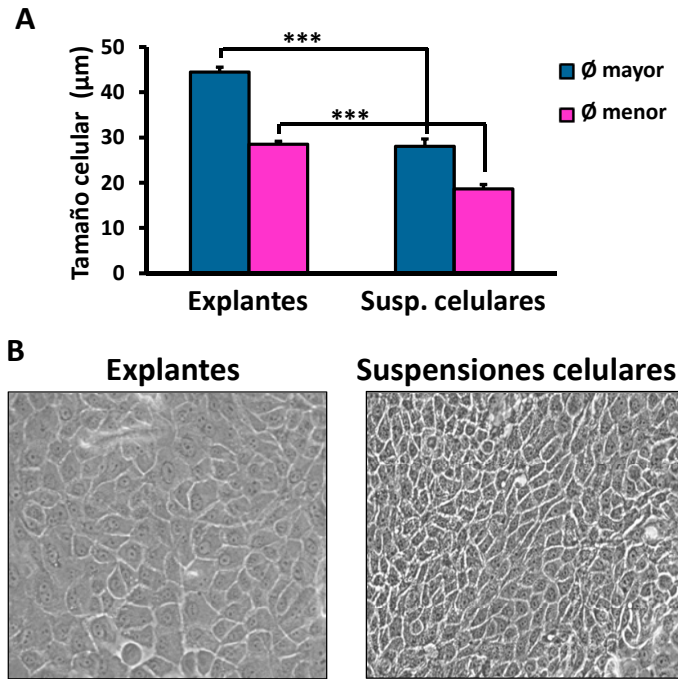 A
Tamaño celular (µm)
50
40
30
20
10
0
***
***
Ø mayor
Ø menor
Explantes
Susp. celulares
B
Explantes
Suspensiones celulares